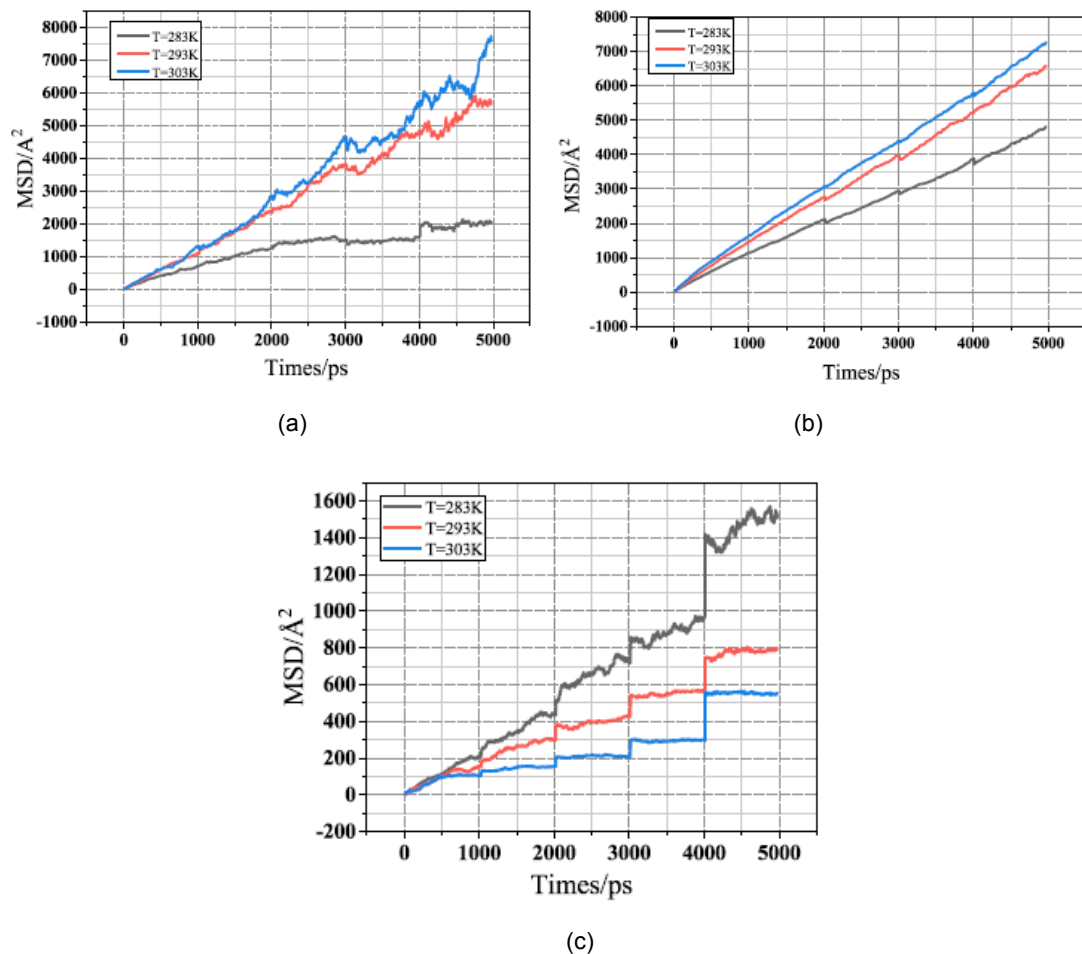 8000
7000
6000
5000
4000
3000
2000
1000
0
-1000
MSD/A²
T=283K
T=293K
T=303K
0 1000 2000 3000 4000 5000
Times/ps
(a)
8000
7000
6000
5000
4000
3000
2000
1000
0
-1000
MSD/Å²
T=283K
T=293K
T=303K
0 1000 2000 3000 4000 5000
Times/ps
(b)
1600
1400
1200
1000
800
600
400
200
0
-200
MSD/Å²
T=283K
T=293K
T=303K
0 1000 2000 3000 4000 5000
Times/ps
(c)